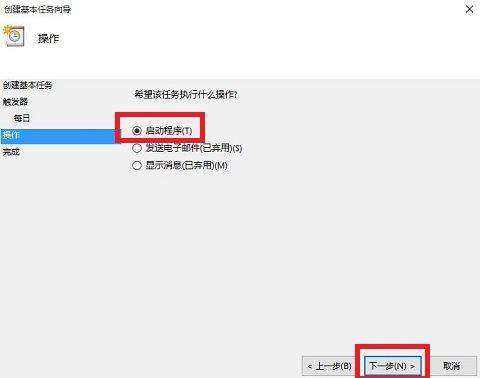 创建基本任务向导
操作
创建基本任务
触发器
每日
操作
完成
希望该任务执行什么操作?
启动程序(T)
发送电子邮件(已弃用)(S)
显示消息(已弃用)(M)
< 上一步(B)
下一步(N) >
取消